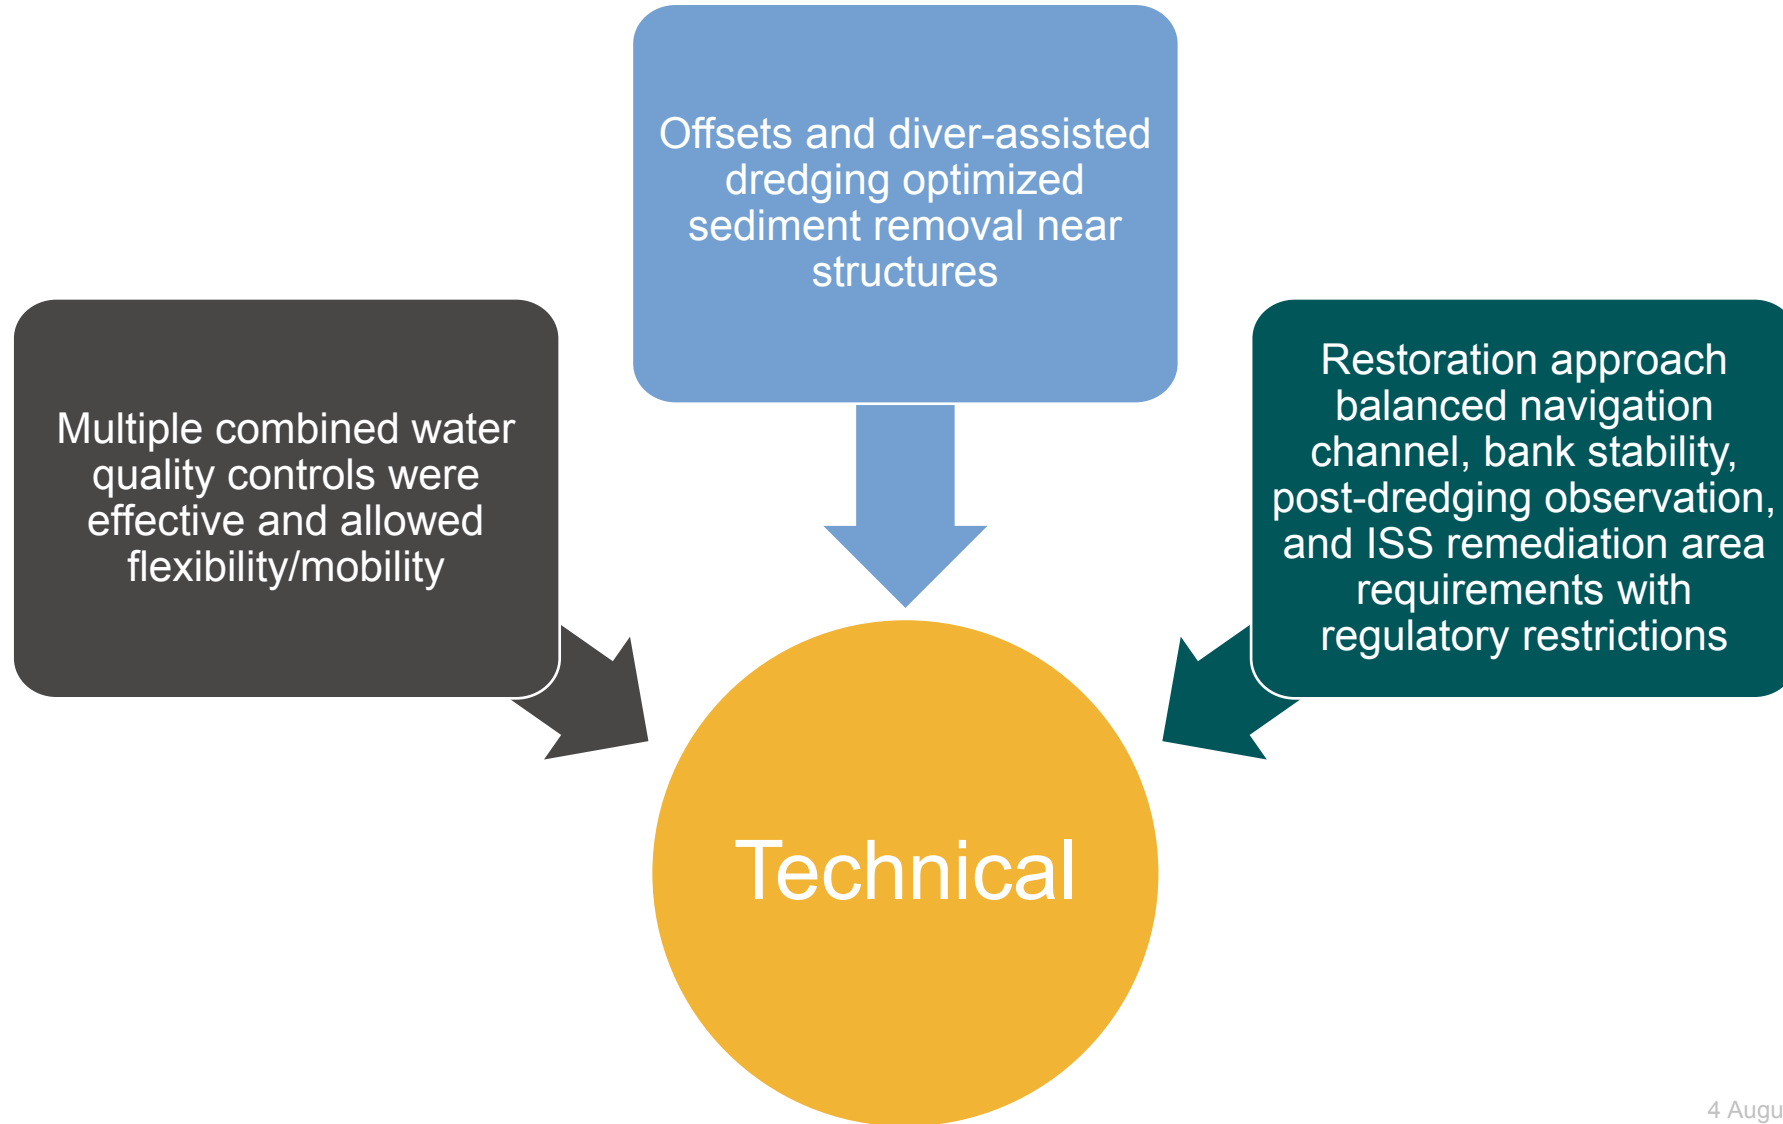 Offsets and diver-assisted
dredging optimized
sediment removal near
structures
Multiple combined water
quality controls were
effective and allowed
flexibility/mobility
Restoration approach
balanced navigation
channel, bank stability,
post-dredging observation,
and ISS remediation area
requirements with
regulatory restrictions
Technical
4 Augu